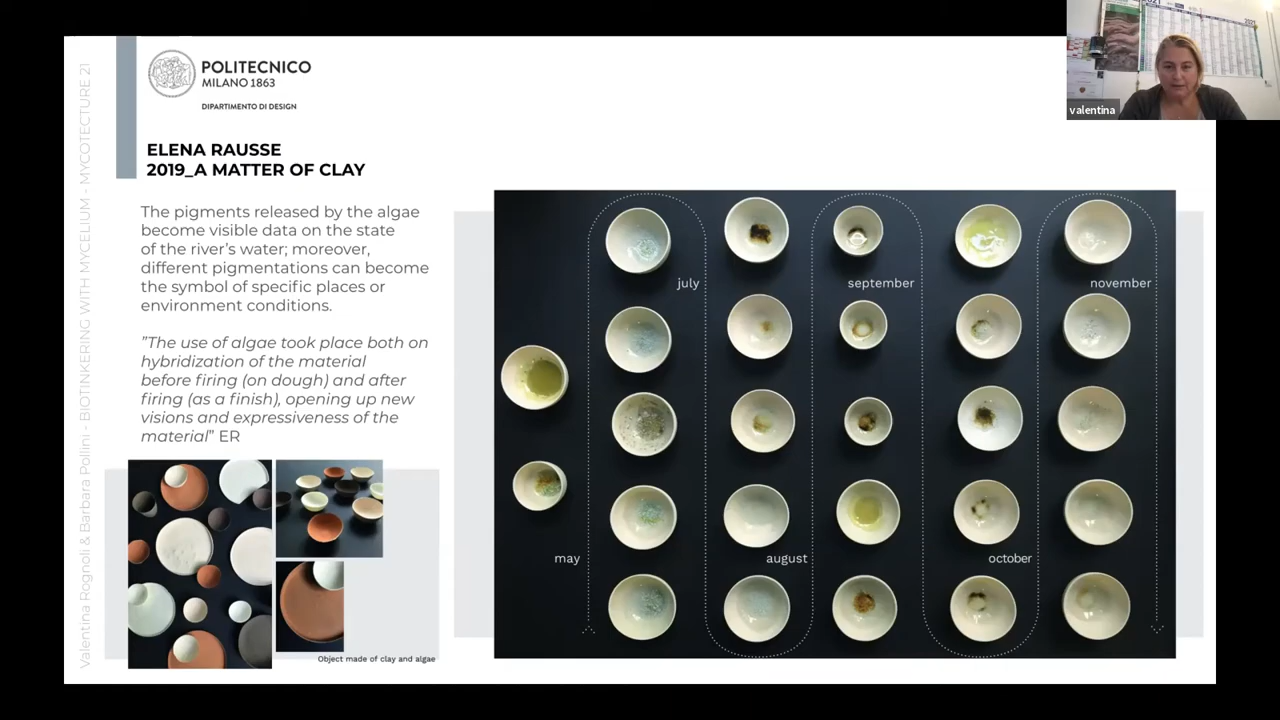 POLITECNICO
MILANO 1863
DIPARTIMENTO DI DESIGN
valentina
2021
Valentina Rognoli & Barbara Pollini - BIOTINKERING WITH MYCELIUM - MYCOTECTURE 21
ELENA RAUSSE
2019_A MATTER OF CLAY
The pigments released by the algae
become visible data on the state
of the river's water; moreover,
different pigmentations can become
the symbol of specific places or
environment conditions.
"The use of algae took place both on
hybridization of the material
before firing (on dough) and after
firing (as a finish), opening up new
visions and expressiveness of the
material" ER
july
september
november
may
august
october
Object made of clay and algae